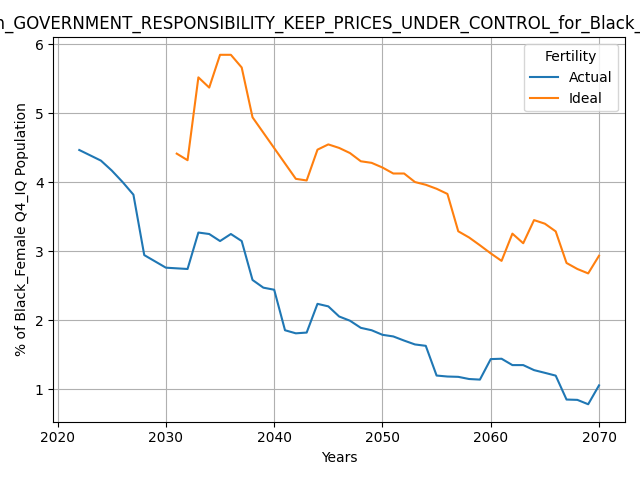 GOVERNMENT_RESPONSIBILITY_KEEP_PRICES_UNDER_CONTROL_for_Black_
Fertility
Actual
Ideal
% of Black_Female Q4_IQ Population
6
5
4
3
2
1
2020 2030 2040 2050 2060 2070
Years